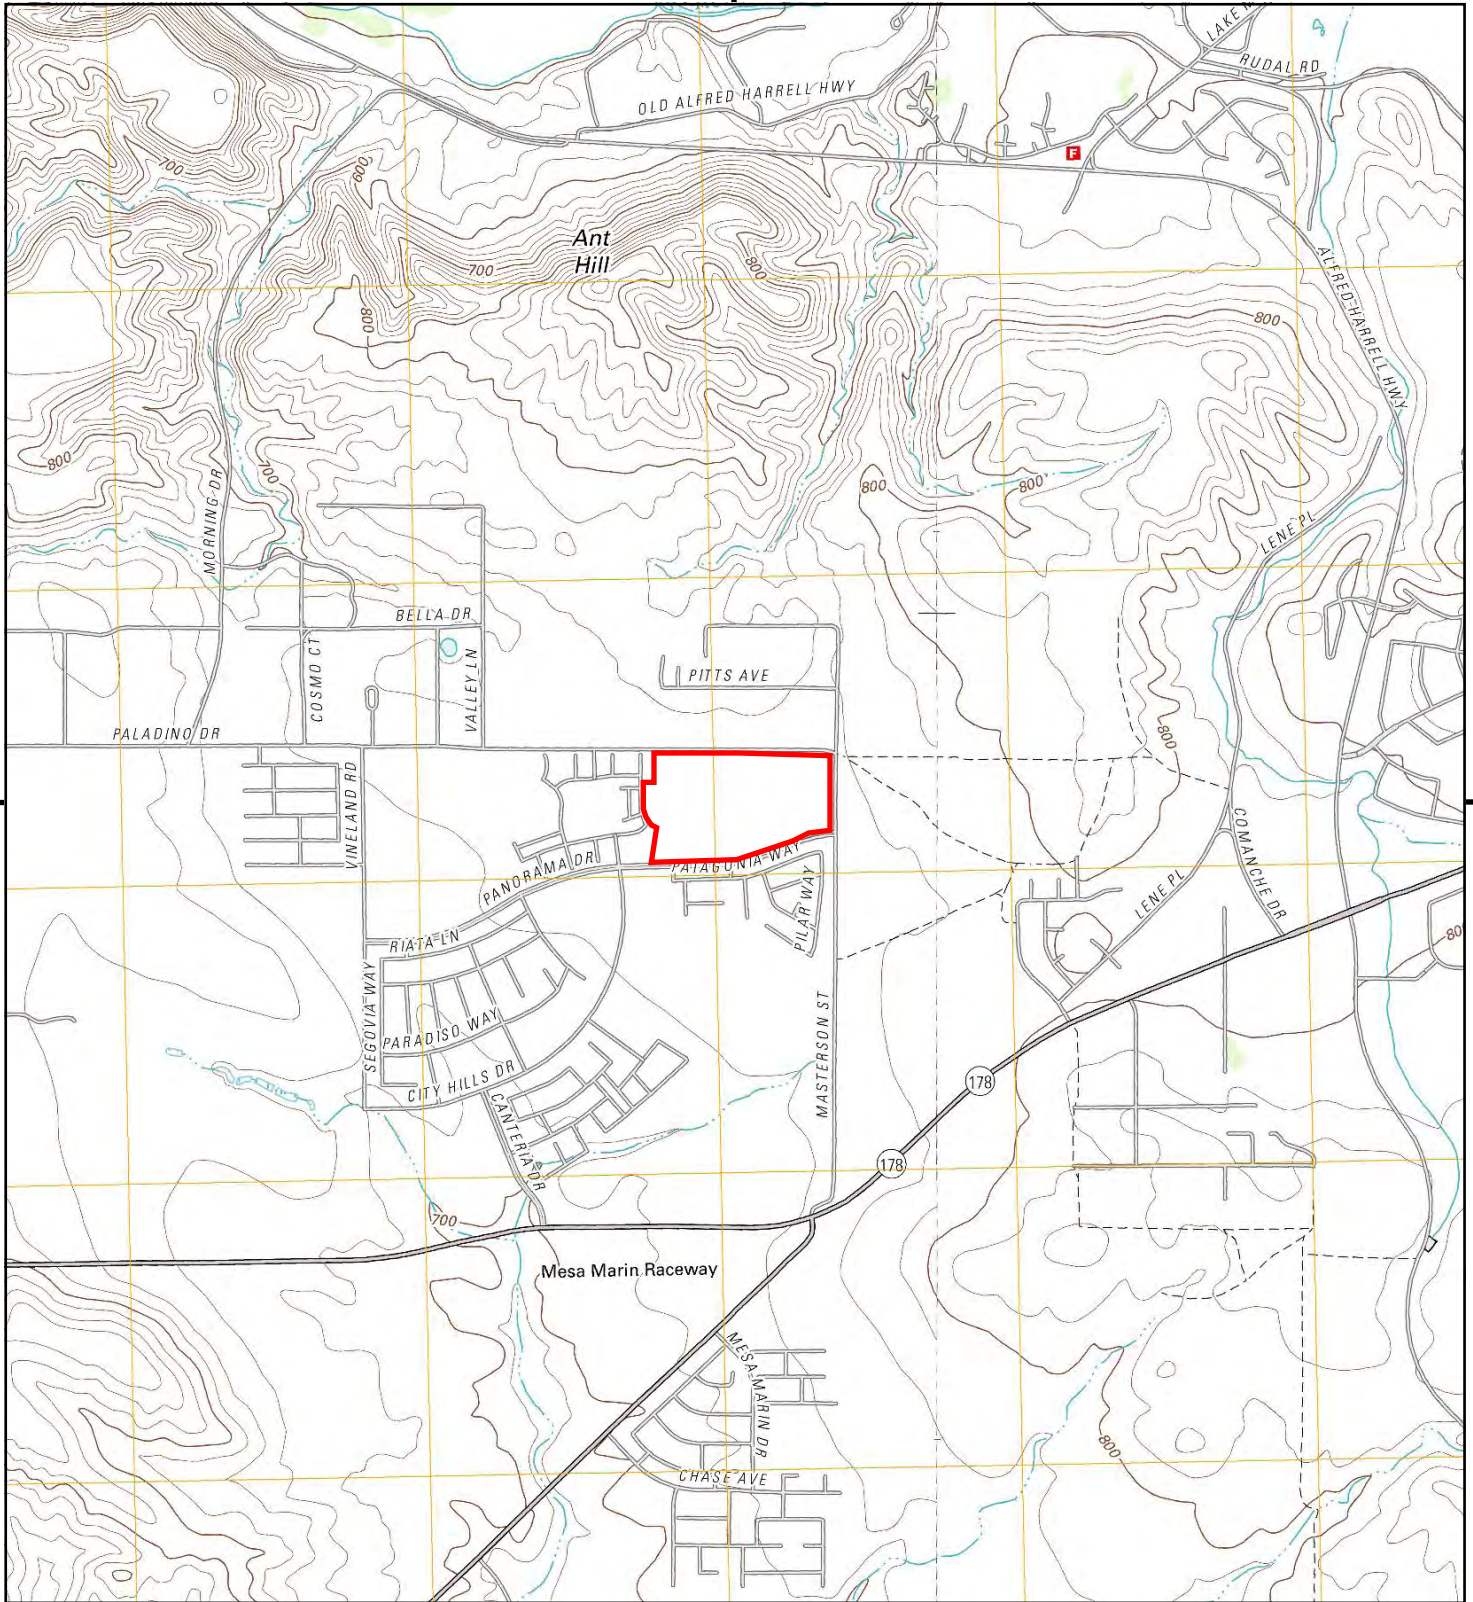 LAKE M
RUDAL RD
OLD ALFRED HARRELL HWY
F
700
600
Ant
Hill
700
800
800
800
ALFRED HARRELL HWY
800
700
800
800
MORNING DR
LENE PL
BELLA DR
COSMO CT
VALLEY LN
PITTS AVE
PALADINO DR
800
VINELAND RD
PANORAMA DR
PATAGONIA WAY
PILAR WAY
COMANCHE DR
LENE PL
RIATA LN
80
SEGOVIA WAY
PARADISO WAY
MASTERSON ST
CITY HILLS DR
178
CANTERIA DR
178
700
Mesa Marin Raceway
MESA MARIN DR
800
CHASE AVE